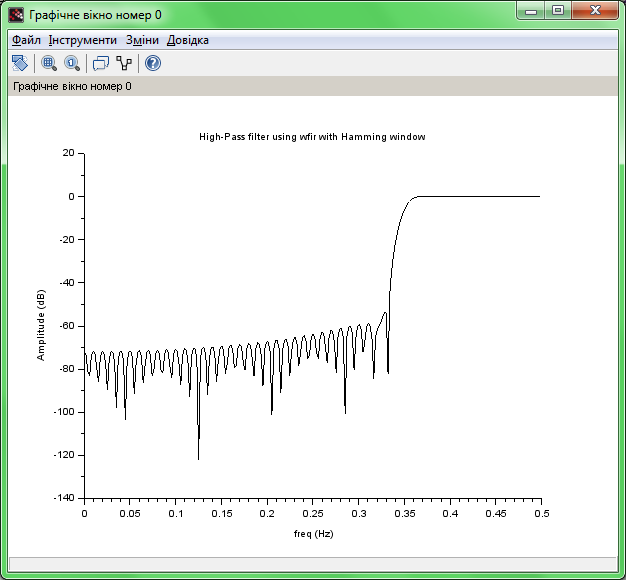 Графічне вікно номер 0
Файл Інструменти Зміни Довідка
Графічне вікно номер 0
High-Pass filter using wfir with Hamming window
20
0
-20
-40
-60
-80
-100
-120
-140
Amplitude (dB)
0 0.05 0.1 0.15 0.2 0.25 0.3 0.35 0.4 0.45 0.5
freq (Hz)